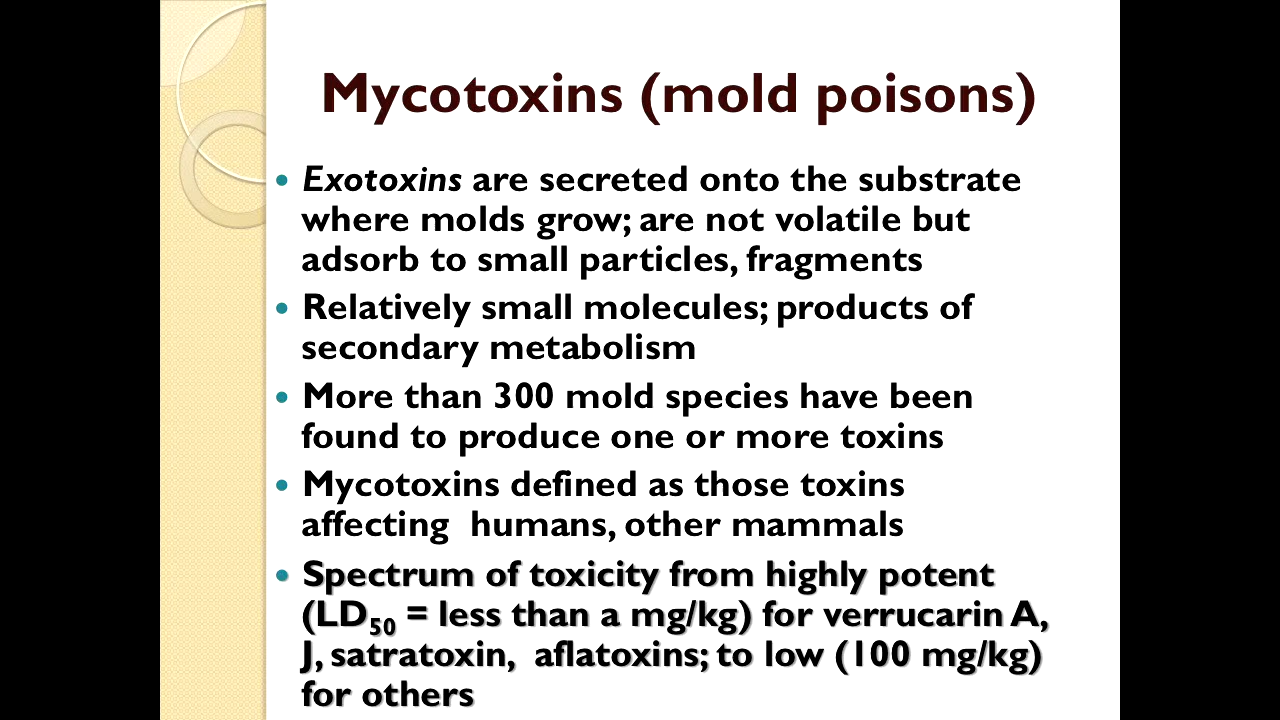 Mycotoxins (mold poisons)
• Exotoxins are secreted onto the substrate
where molds grow; are not volatile but
adsorb to small particles, fragments
• Relatively small molecules; products of
secondary metabolism
• More than 300 mold species have been
found to produce one or more toxins
• Mycotoxins defined as those toxins
affecting  humans, other mammals
• Spectrum of toxicity from highly potent
(LD50 = less than a mg/kg) for verrucarin A,
J, satratoxin,  aflatoxins; to low (100 mg/kg)
for others